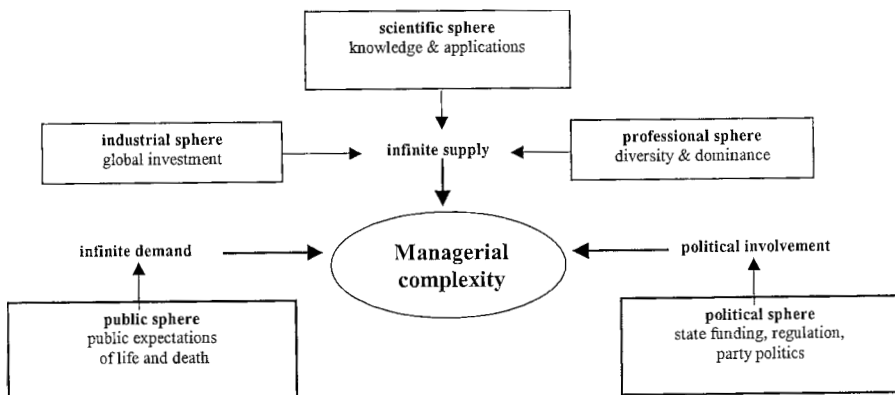 scientific sphere
knowledge & applications
industrial sphere
global investment
infinite supply
professional sphere
diversity & dominance
infinite demand
Managerial
complexity
political involvement
public sphere
public expectations
of life and death
political sphere
state funding, regulation,
party politics